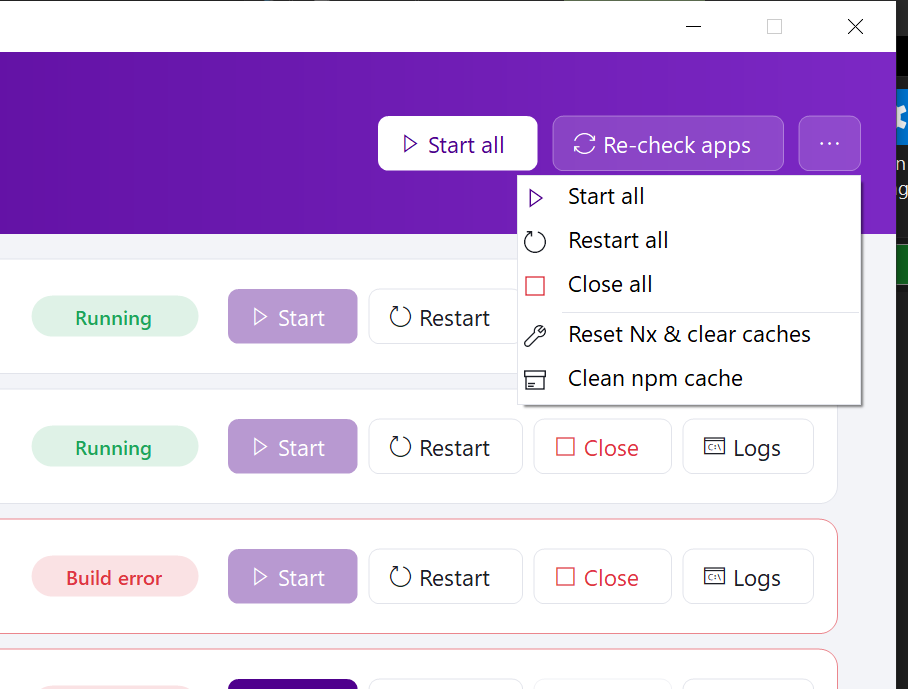 Start all
Re-check apps
...
Start all
Restart all
Close all
Reset Nx & clear caches
Clean npm cache
Running
Start
Restart
Running
Start
Restart
Close
C:\ Logs
Build error
Start
Restart
Close
C:\ Logs